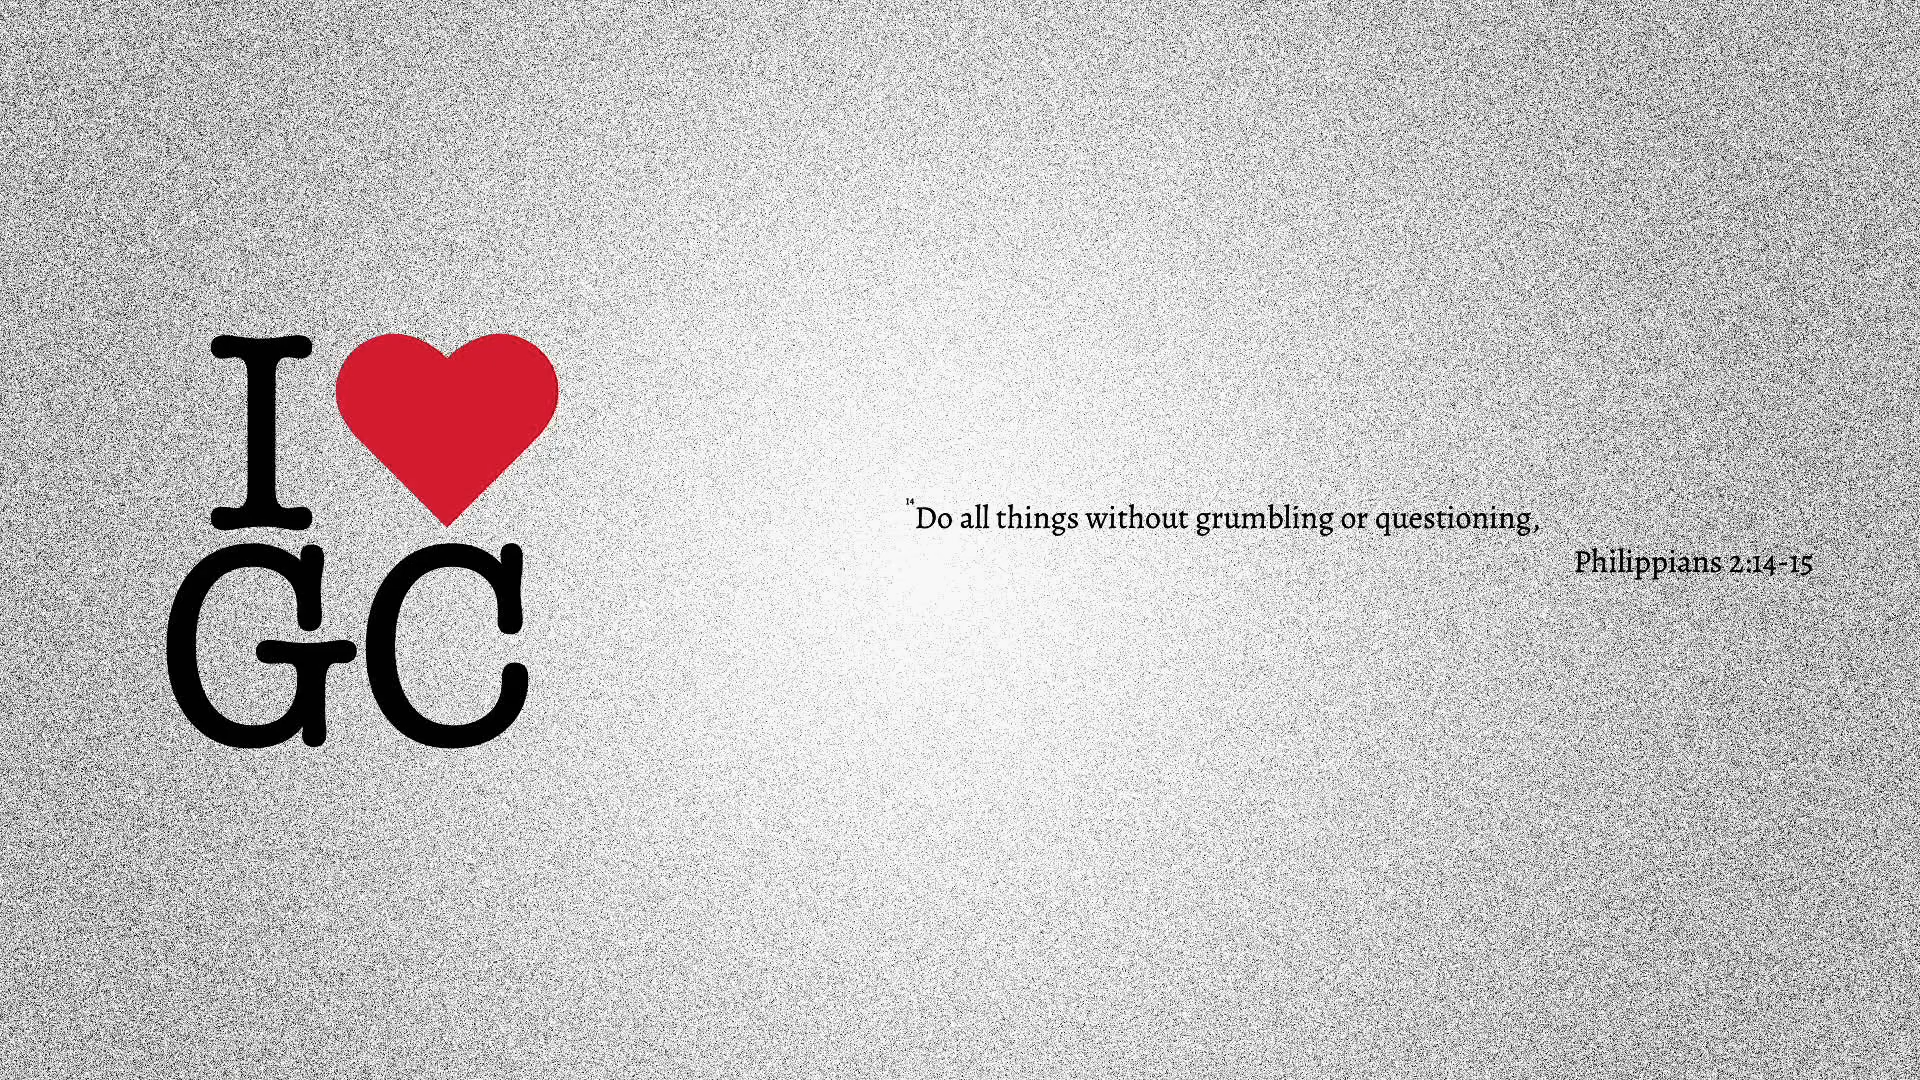 I ♥
GC
¹⁴Do all things without grumbling or questioning,
Philippians 2:14-15